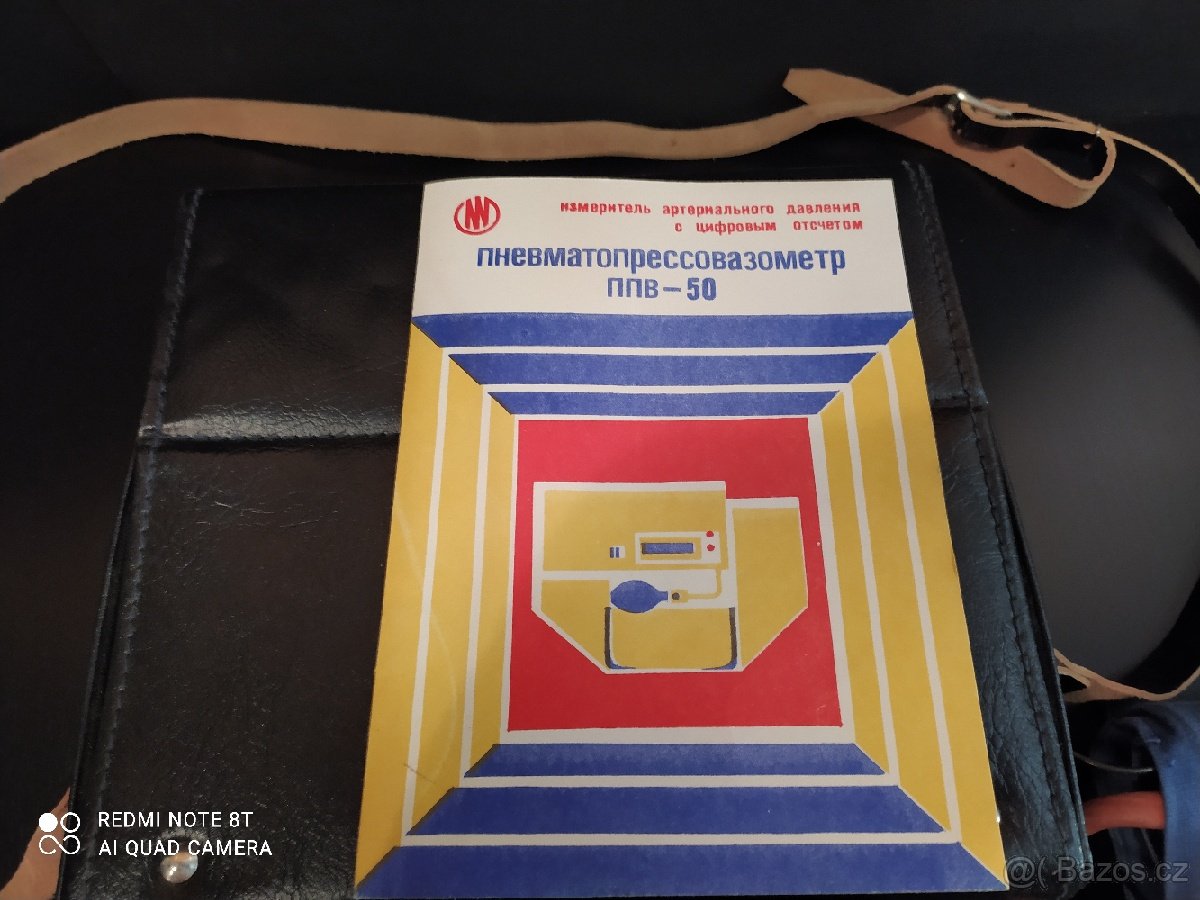 измеритель артериального давления
с цифровым отсчетом
пневматопрессовазометр
ППВ–50
REDMI NOTE 8T
AI QUAD CAMERA
@( Bazos.cz